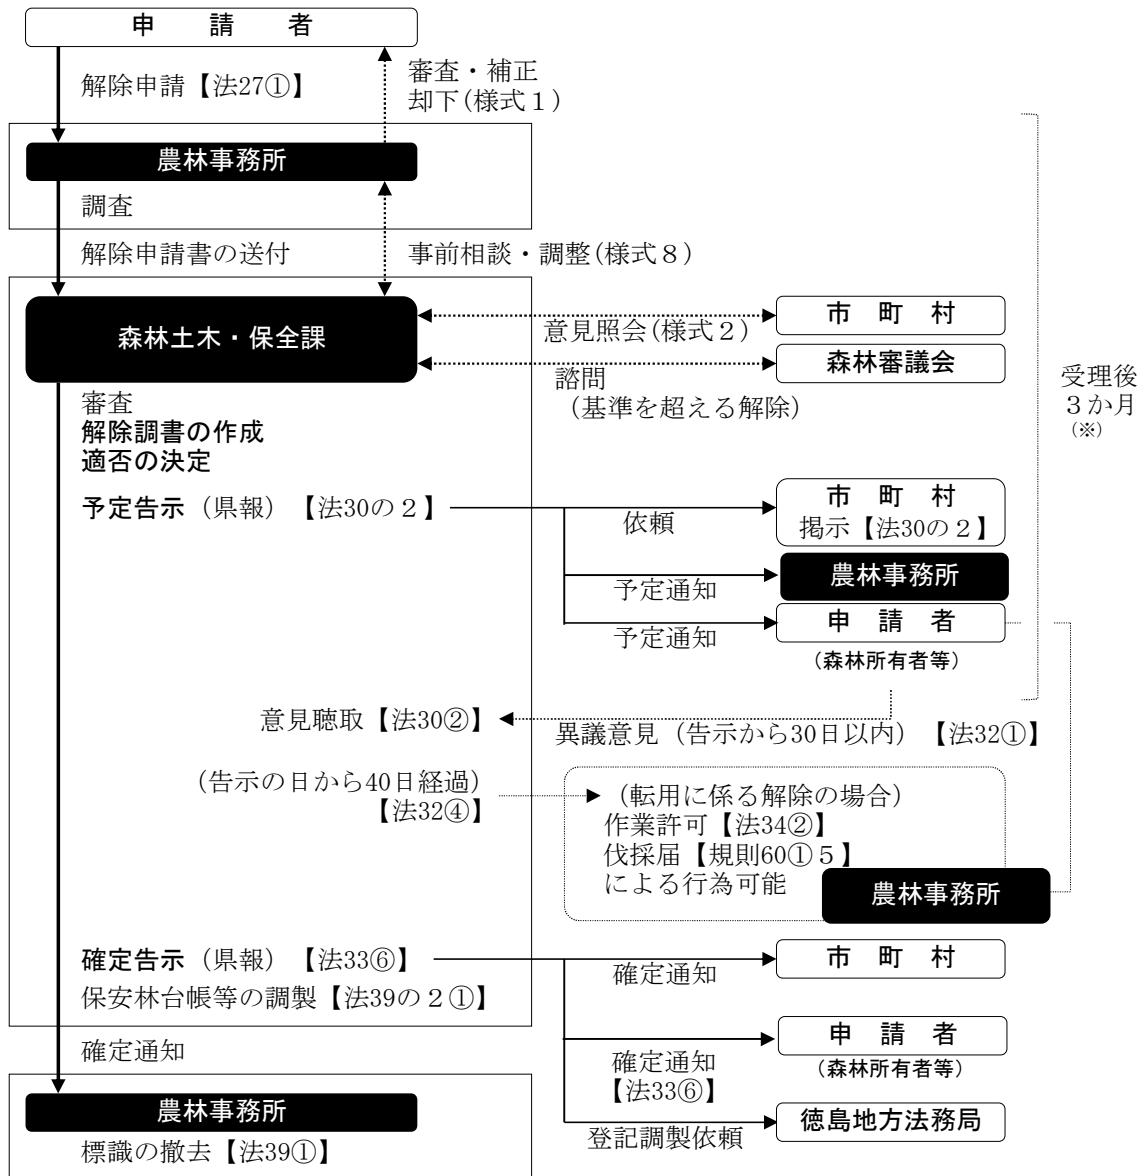 申　請　者
解除申請【法27①】
審査・補正
却下(様式１)
農林事務所
調査
解除申請書の送付
事前相談・調整(様式８)
森林土木・保全課
市　町　村
意見照会(様式２)
森林審議会
諮問
（基準を超える解除）
受理後
３か月
（※）
審査
解除調書の作成
適否の決定
予定告示（県報）【法30の２】
依頼
市　町　村
掲示【法30の２】
予定通知
農林事務所
予定通知
申　請　者
（森林所有者等）
意見聴取【法30②】
異議意見（告示から30日以内）【法32①】
（告示の日から40日経過）
【法32④】
（転用に係る解除の場合）
作業許可【法34②】
伐採届【規則60①５】
による行為可能
農林事務所
確定告示（県報）【法33⑥】
確定通知
市　町　村
保安林台帳等の調製【法39の２①】
確定通知
確定通知
【法33⑥】
申　請　者
（森林所有者等）
農林事務所
登記調製依頼
徳島地方法務局
標識の撤去【法39①】